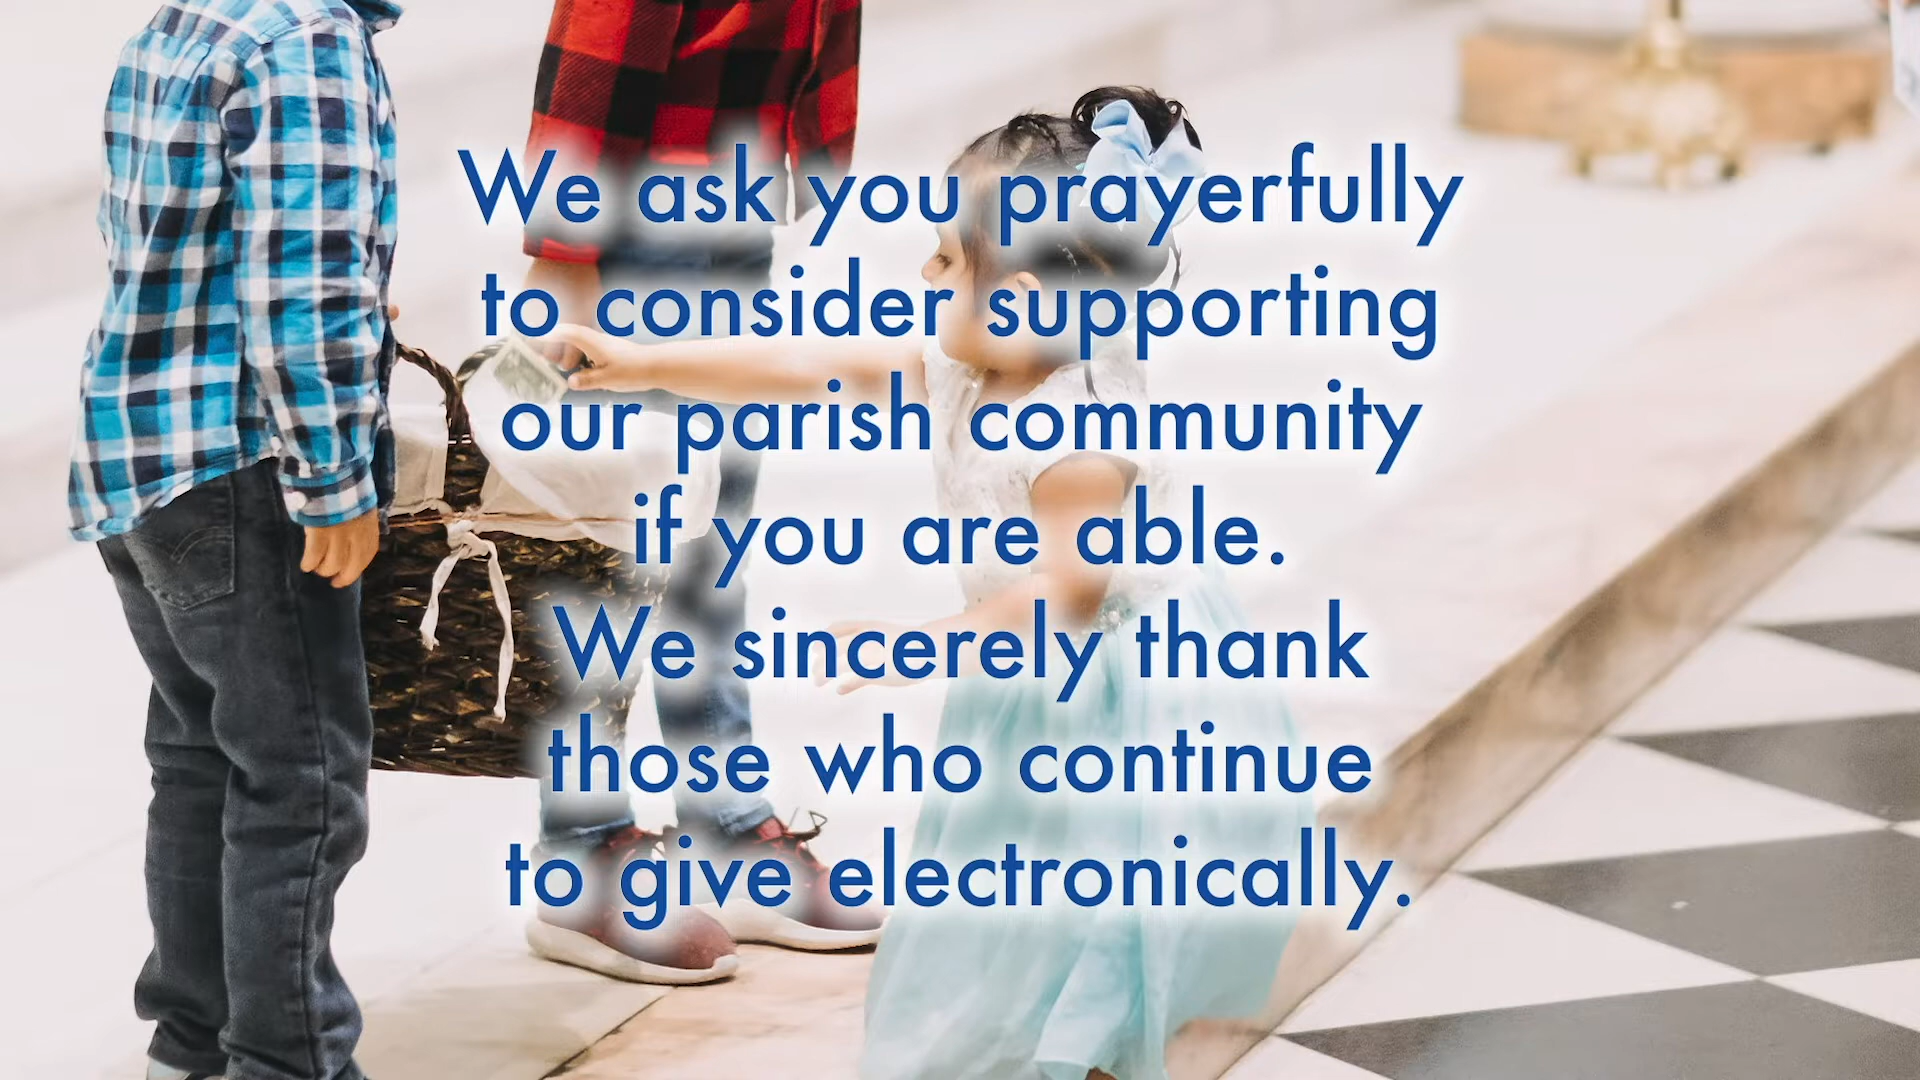 We ask you prayerfully
to consider supporting
our parish community
if you are able.
We sincerely thank
those who continue
to give electronically.